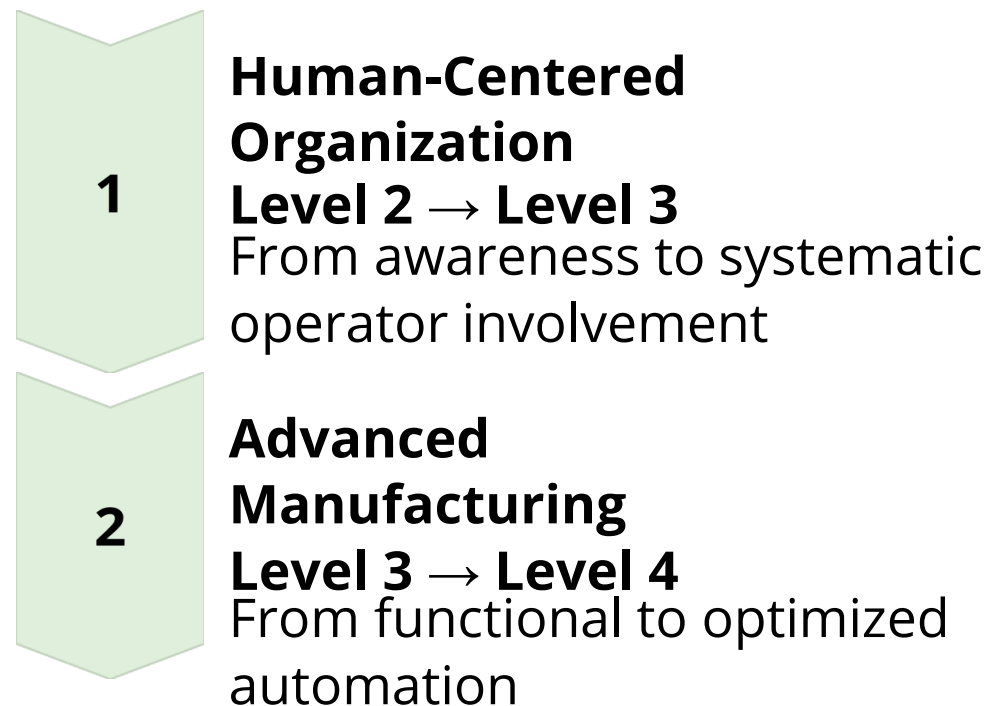 1
Human-Centered
Organization
Level 2 → Level 3
From awareness to systematic
operator involvement
2
Advanced
Manufacturing
Level 3 → Level 4
From functional to optimized
automation